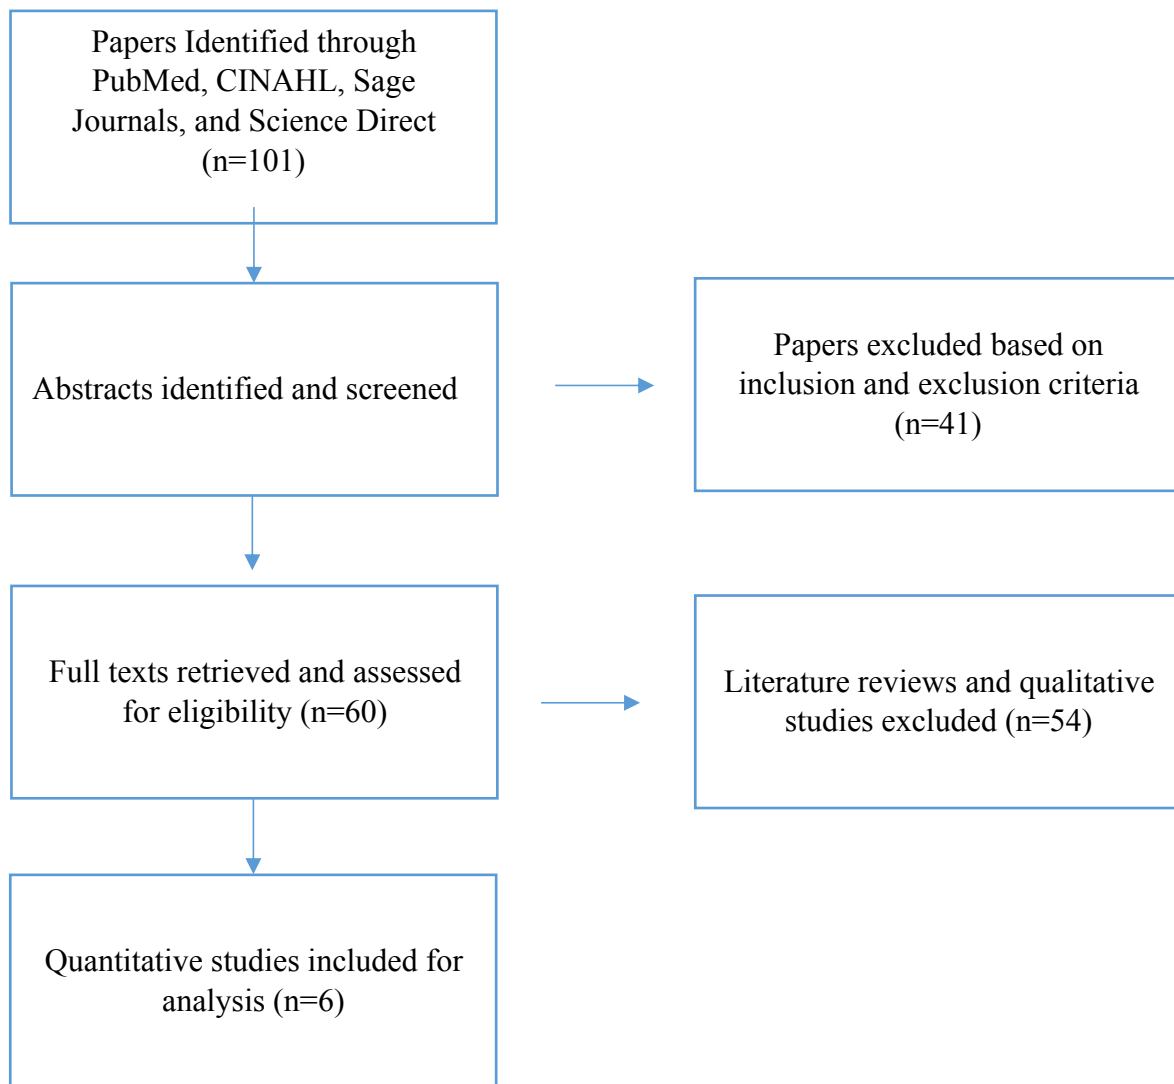 Papers Identified through
PubMed, CINAHL, Sage
Journals, and Science Direct
(n=101)
Abstracts identified and screened
Papers excluded based on
inclusion and exclusion criteria
(n=41)
Full texts retrieved and assessed
for eligibility (n=60)
Literature reviews and qualitative
studies excluded (n=54)
Quantitative studies included for
analysis (n=6)